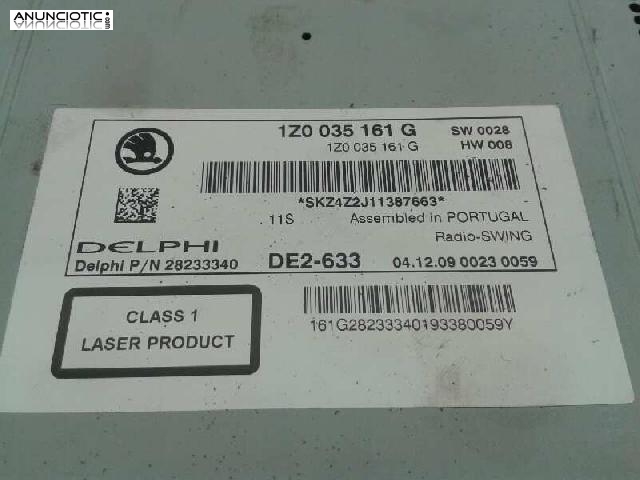 ANUNCIOTIC.COM
1Z0 035 161 G SW 0028
1Z0 035 161 G HW 008
*SKZ4Z2J11387663*
11S Assembled in PORTUGAL
Radio-SWING
DELPHI
Delphi P/N 28233340 DE2-633 04.12.09 0023 0059
CLASS 1
LASER PRODUCT
161G28233340193380059Y